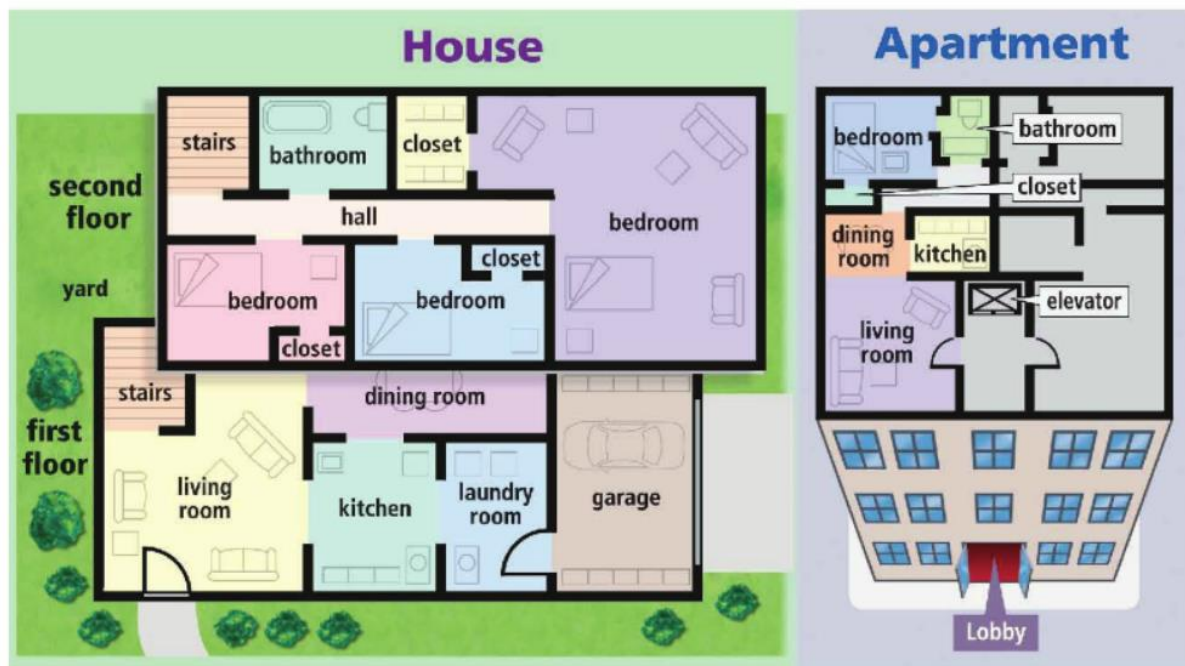 House
stairs
bathroom
closet
second
floor
hall
bedroom
bedroom
bedroom
closet
closet
yard
stairs
dining room
first
floor
living
room
kitchen
laundry
room
garage
Apartment
bedroom
bathroom
closet
dining
room
kitchen
elevator
living
room
Lobby